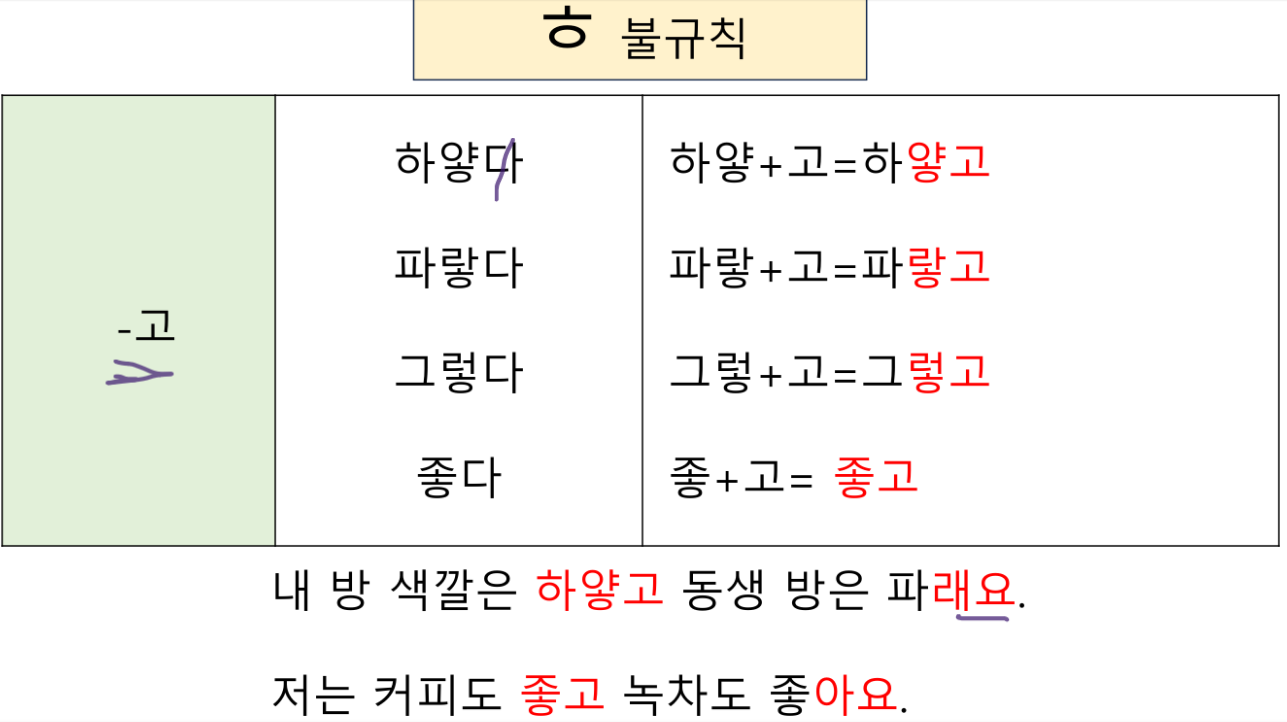 ㅎ 불규칙
-고
하얗다
하얗+고=하얗고
파랗다
파랗+고=파랗고
그렇다
그렇+고=그렇고
좋다
좋+고= 좋고
내 방 색깔은 하얗고 동생 방은 파래요.
저는 커피도 좋고 녹차도 좋아요.